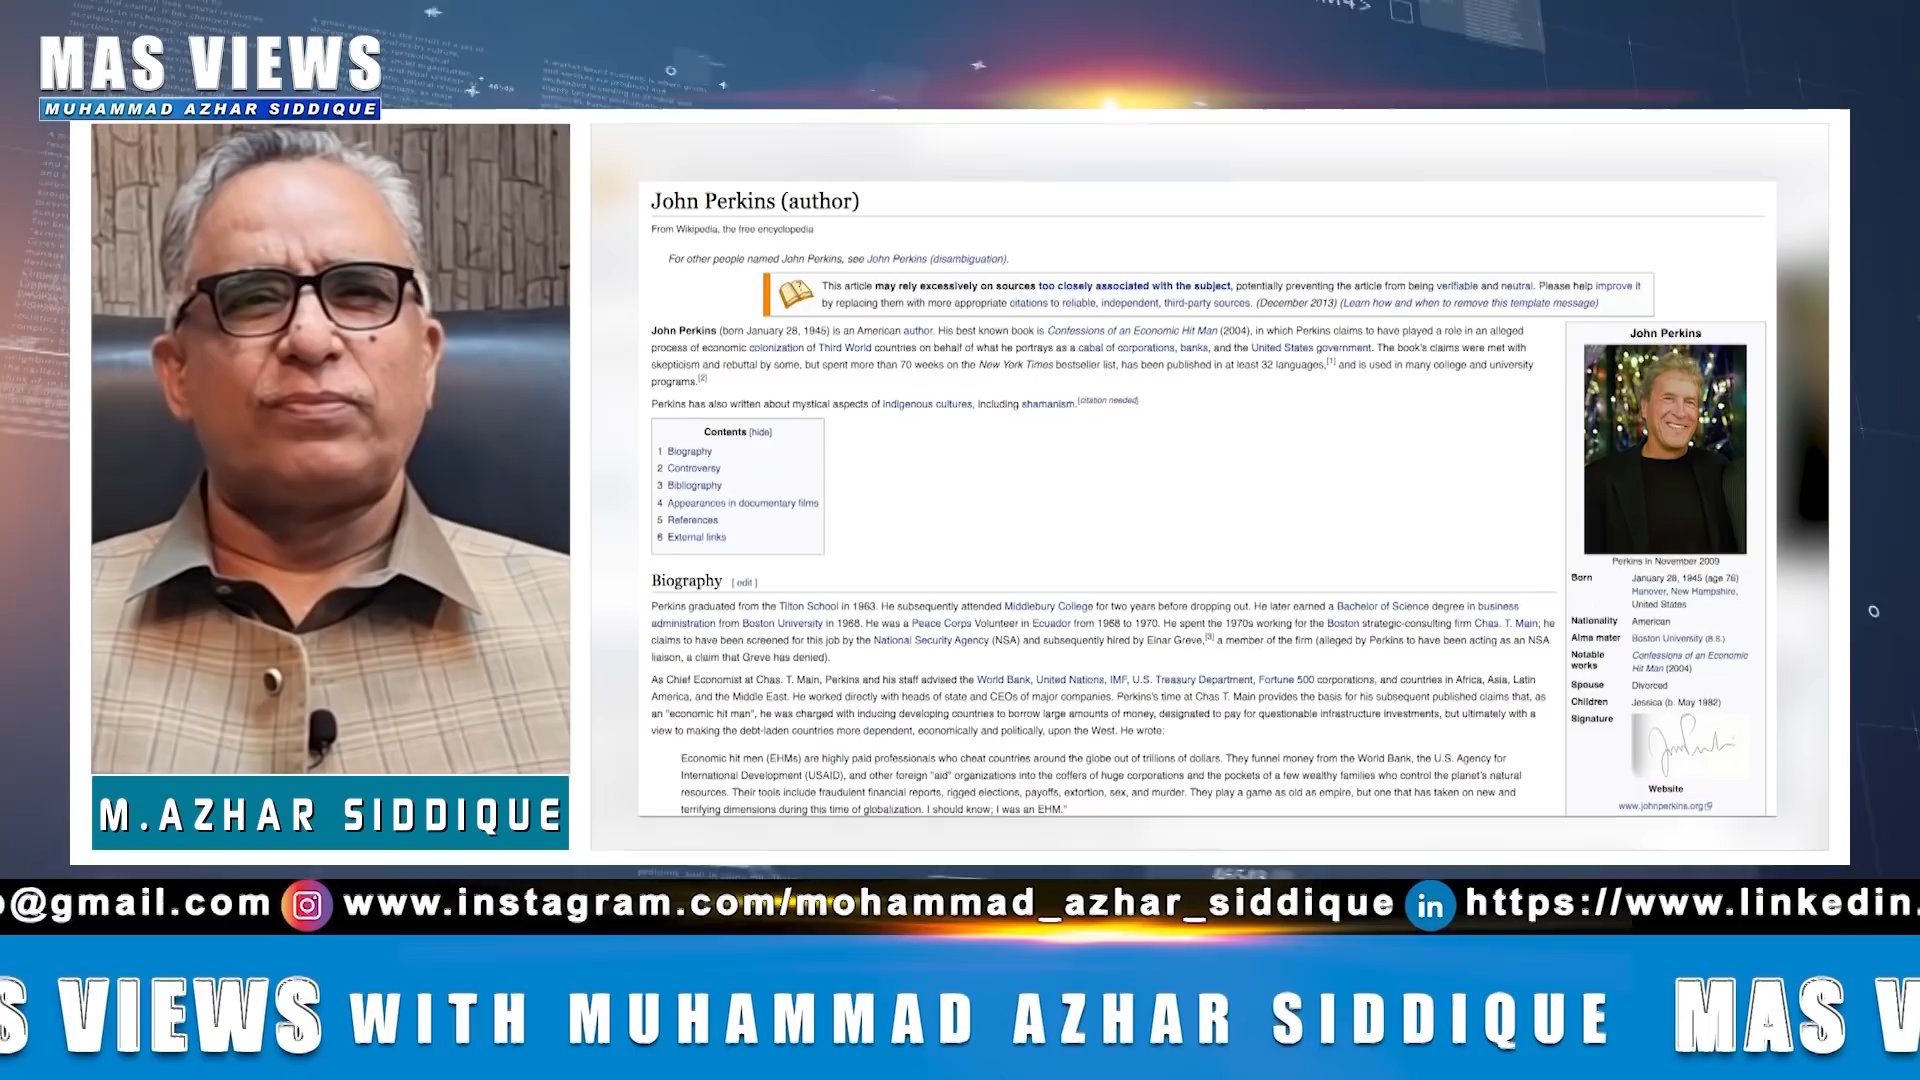 MAS VIEWS
MUHAMMAD AZHAR SIDDIQUE
John Perkins (author)
From Wikipedia, the free encyclopedia
For other people named John Perkins, see John Perkins (disambiguation).
This article may rely excessively on sources too closely associated with the subject, potentially preventing the article from being verifiable and neutral. Please help improve it
by replacing them with more appropriate citations to reliable, independent, third-party sources. (December 2013) (Learn how and when to remove this template message)
John Perkins (born January 28, 1945) is an American author. His best known book is Confessions of an Economic Hit Man (2004), in which Perkins claims to have played a role in an alleged
process of economic colonization of Third World countries on behalf of what he portrays as a cabal of corporations, banks, and the United States government. The book's claims were met with
skepticism and rebuttal by some, but spent more than 70 weeks on the New York Times bestseller list, has been published in at least 32 languages,[1] and is used in many college and university
programs.[2]
Perkins has also written about mystical aspects of indigenous cultures, including shamanism.[citation needed]
Contents [hide]
1 Biography
2 Controversy
3 Bibliography
4 Appearances in documentary films
5 References
6 External links
Biography [ edit ]
Perkins graduated from the Tilton School in 1963. He subsequently attended Middlebury College for two years before dropping out. He later earned a Bachelor of Science degree in business
administration from Boston University in 1968. He was a Peace Corps Volunteer in Ecuador from 1968 to 1970. He spent the 1970s working for the Boston strategic-consulting firm Chas. T. Main; he
claims to have been screened for this job by the National Security Agency (NSA) and subsequently hired by Einar Greve,[3] a member of the firm (alleged by Perkins to have been acting as an NSA
liaison, a claim that Greve has denied).
As Chief Economist at Chas. T. Main, Perkins and his staff advised the World Bank, United Nations, IMF, U.S. Treasury Department, Fortune 500 corporations, and countries in Africa, Asia, Latin
America, and the Middle East. He worked directly with heads of state and CEOs of major companies. Perkins's time at Chas T. Main provides the basis for his subsequent published claims that, as
an "economic hit man", he was charged with inducing developing countries to borrow large amounts of money, designated to pay for questionable infrastructure investments, but ultimately with a
view to making the debt-laden countries more dependent, economically and politically, upon the West. He wrote:
Economic hit men (EHMs) are highly paid professionals who cheat countries around the globe out of trillions of dollars. They funnel money from the World Bank, the U.S. Agency for
International Development (USAID), and other foreign "aid" organizations into the coffers of huge corporations and the pockets of a few wealthy families who control the planet's natural
resources. Their tools include fraudulent financial reports, rigged elections, payoffs, extortion, sex, and murder. They play a game as old as empire, but one that has taken on new and
terrifying dimensions during this time of globalization. I should know; I was an EHM."
John Perkins
Perkins in November 2009
Born January 28, 1945 (age 76)
Hanover, New Hampshire,
United States
Nationality American
Alma mater Boston University (B.S.)
Notable works Confessions of an Economic
Hit Man (2004)
Spouse Divorced
Children Jessica (b. May 1982)
Signature
Website
www.johnperkins.org
M.AZHAR SIDDIQUE
o@gmail.com www.instagram.com/mohammad_azhar_siddique in https://www.linkedin.
S VIEWS WITH MUHAMMAD AZHAR SIDDIQUE MAS V